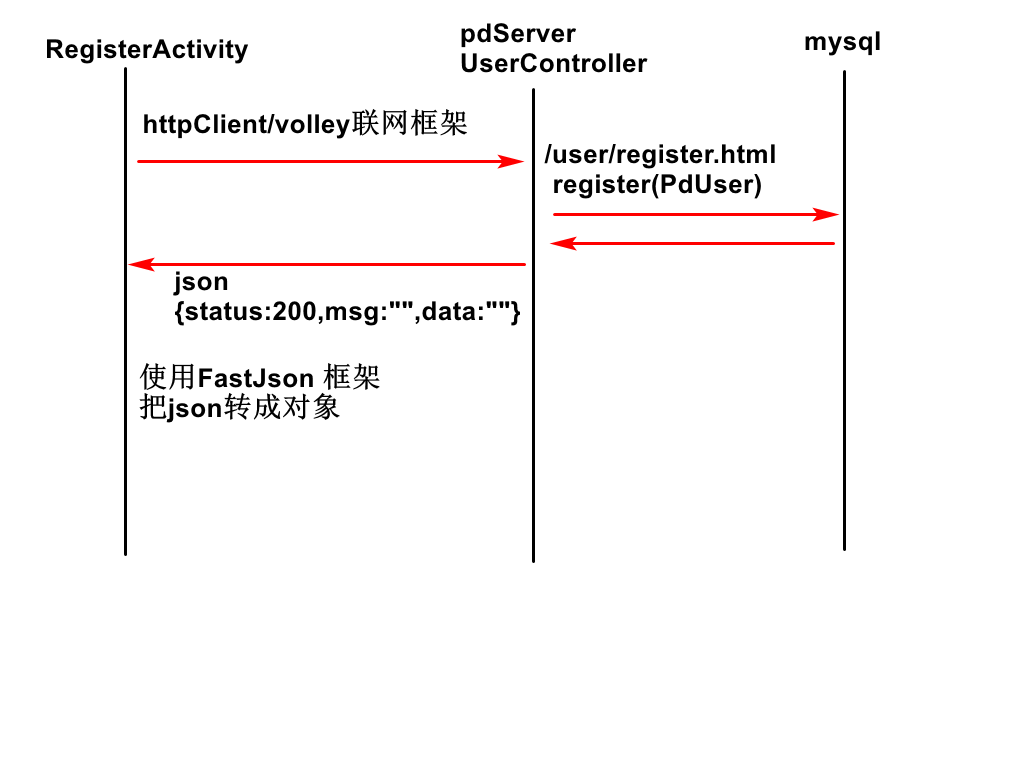 RegisterActivity
pdServer
UserController
mysql
httpClient/volley联网框架
/user/register.html
register(PdUser)
json
{status:200,msg:"",data:""}
使用FastJson 框架
把json转成对象